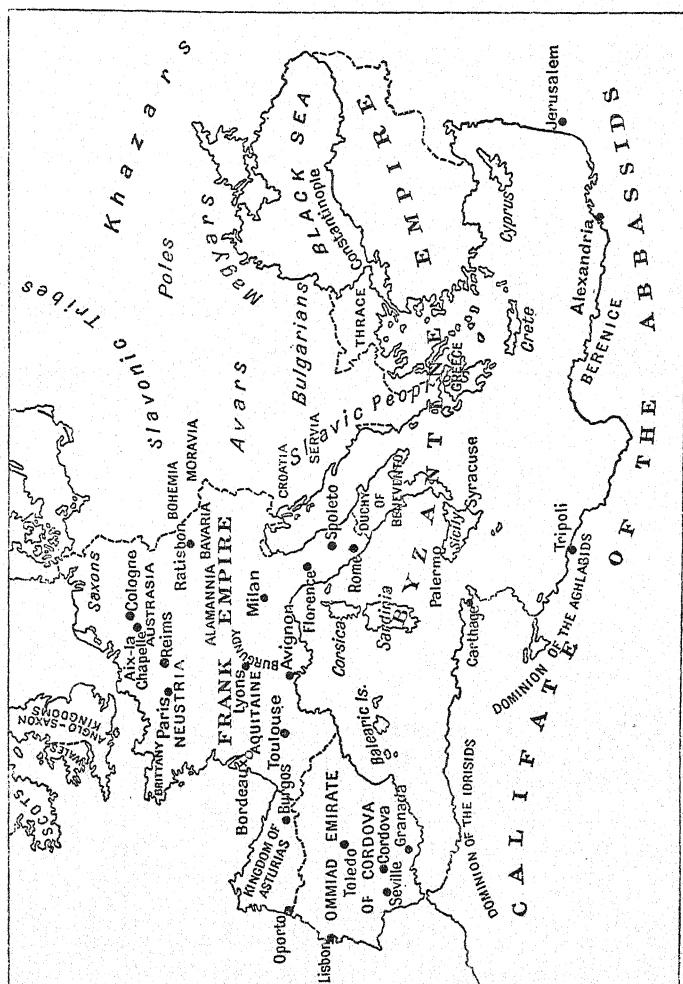 SCOTS
WALES
ANGLO-SAXON
KINGDOMS
BRITTANY
Saxons
Aix-la
Chapelle
Cologne
AUSTRASIA
Paris
Reims
NEUSTRIA
Slavonic Tribes
Khazars
Poles
Magyars
Ratisbon
BOHEMIA
MORAVIA
ALAMANNIA
BAVARIA
FRANK EMPIRE
Avars
Bulgarians
BLACK SEA
Constantinople
THRACE
Bordeaux
Lyons
BURGUNDY
AQUITAINE
Toulouse
Avignon
Milan
Florence
CROATIA
SERVIA
Slavic People
Spoleto
Rome
DUCHY
OF
BENEVENTO
KINGDOM OF
ASTURIAS
Burgos
Oporto
Lisbon
OMMIAD EMIRATE
Toledo
OF CORDOVA
Cordova
Seville
Granada
Balearic Is.
Corsica
Sardinia
BYZANTINE EMPIRE
Palermo
Sicily
Syracuse
GREECE
Crete
Cyprus
Carthage
Tripoli
BERENICE
Alexandria
Jerusalem
DOMINION OF THE IORISIDS
DOMINION OF THE AGHLABIDS
CALIFATE OF THE ABBASSIDS